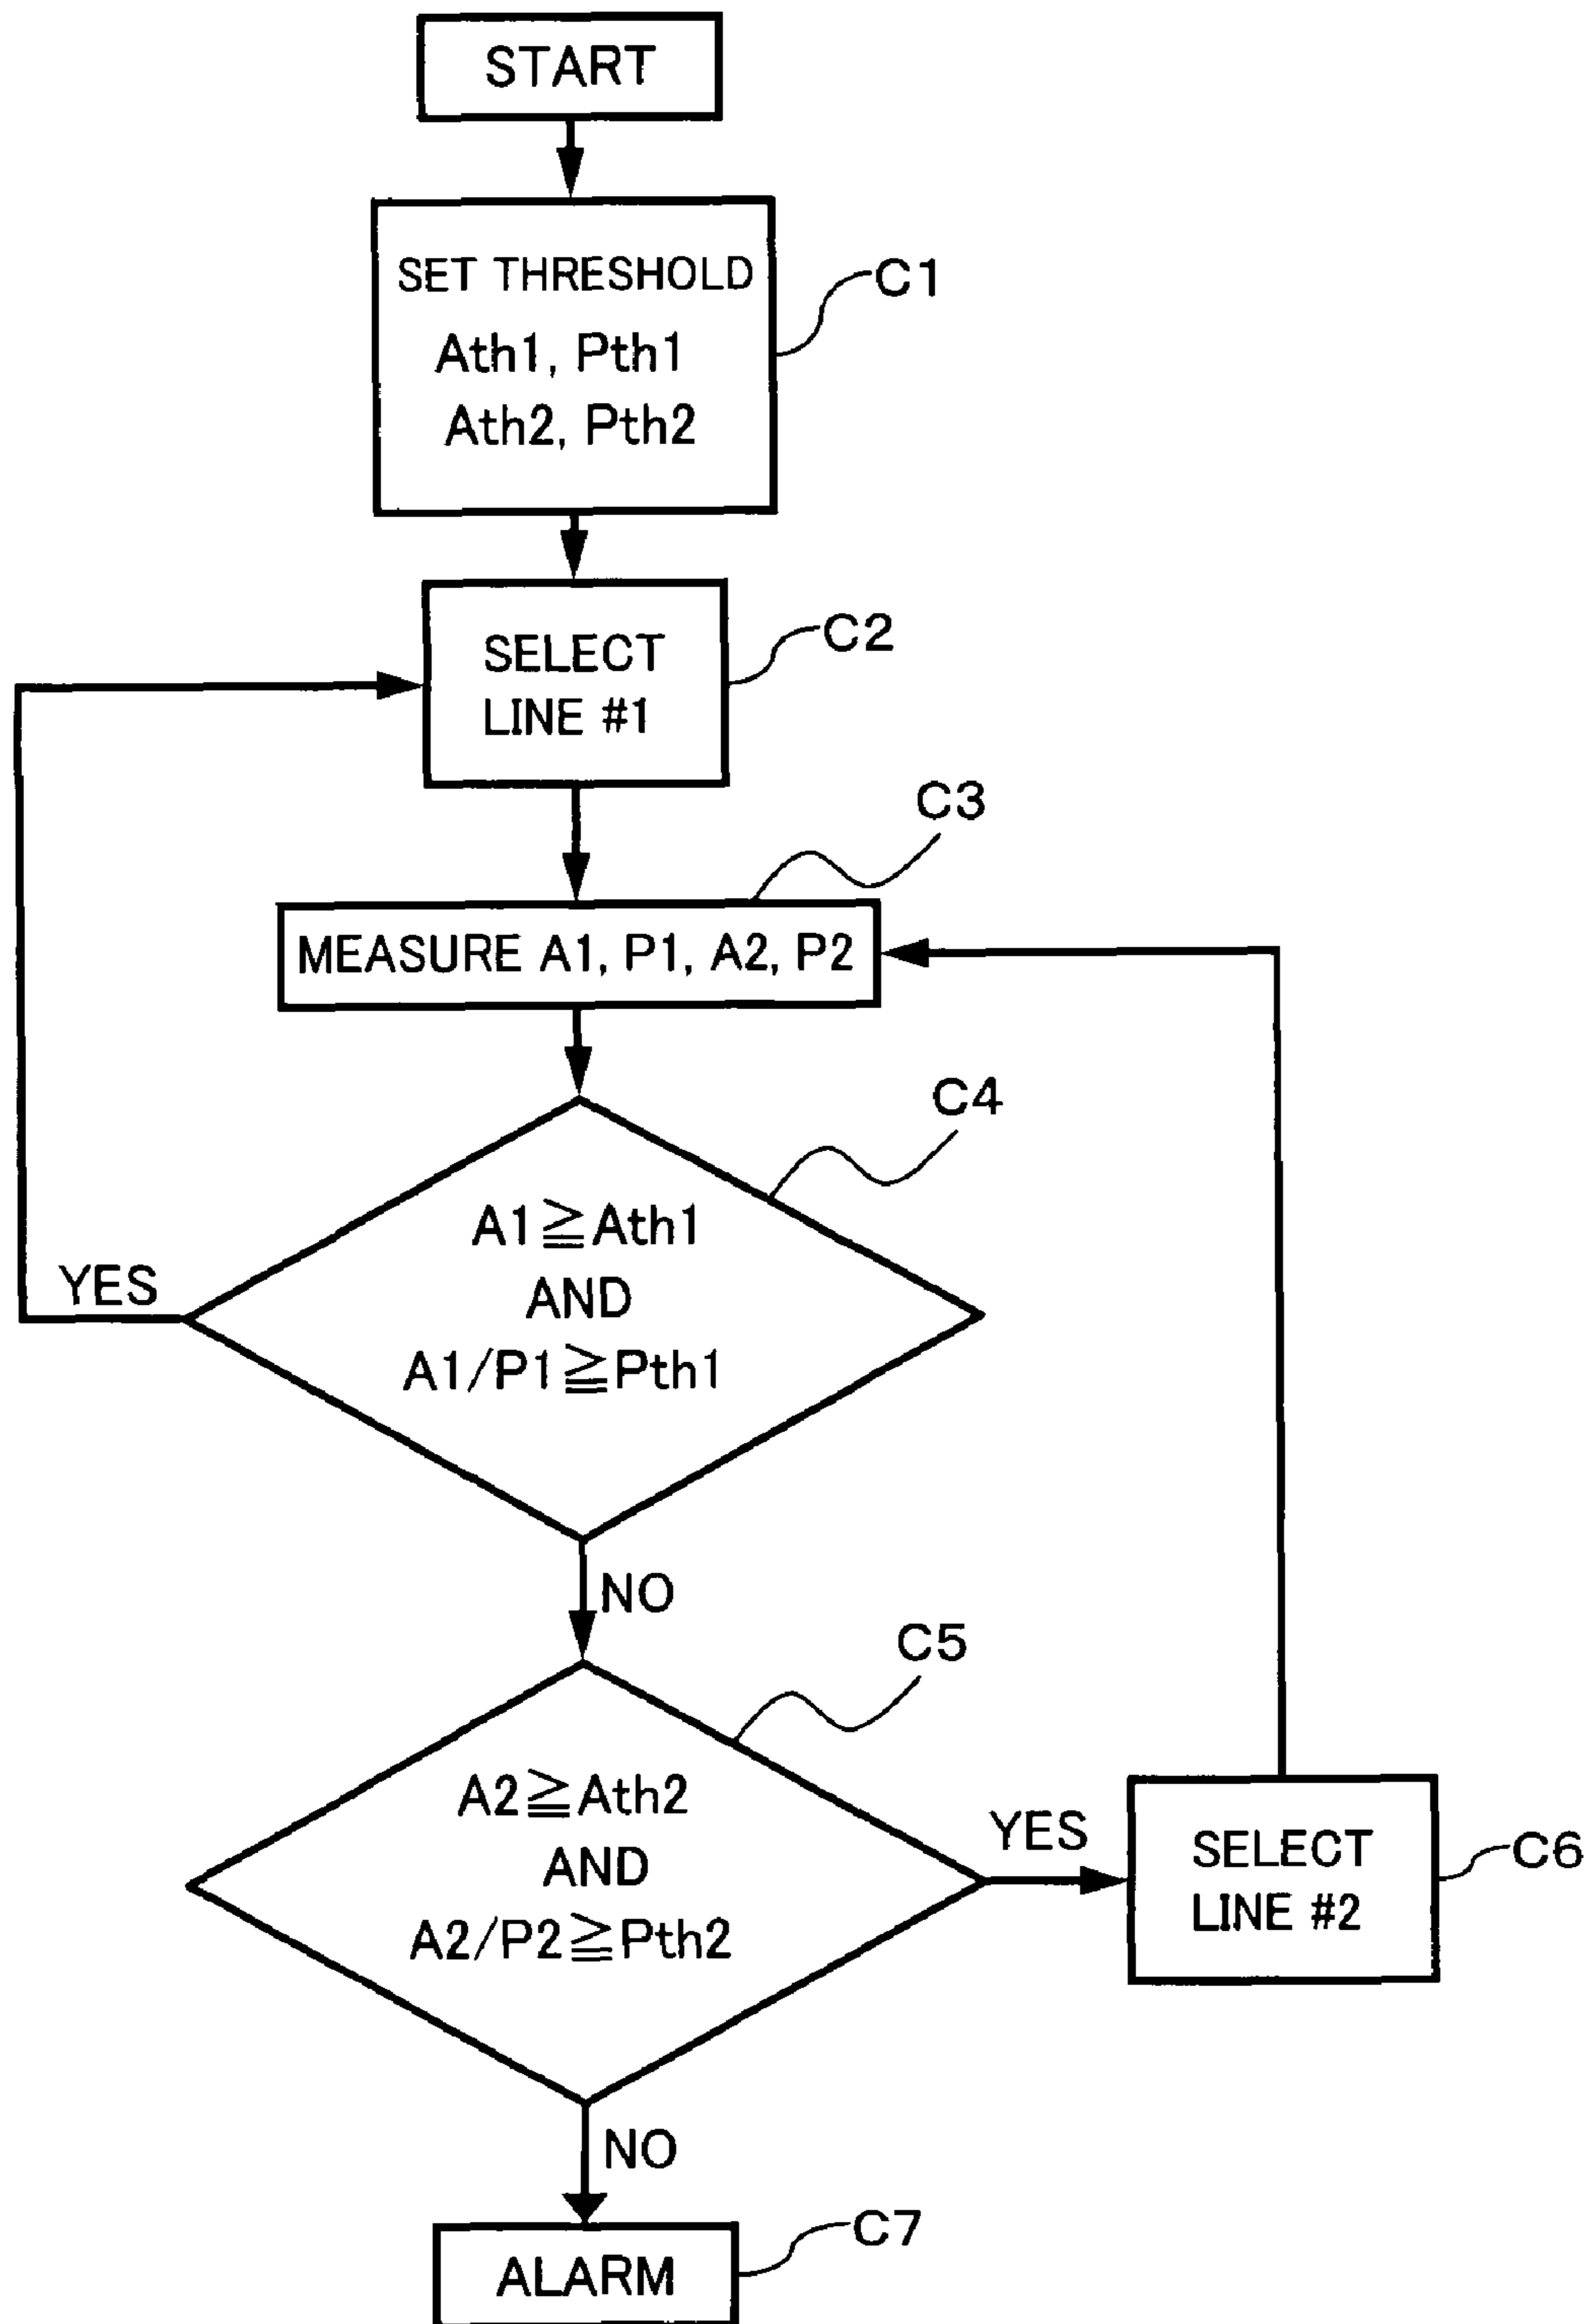 START
SET THRESHOLD
Ath1, Pth1
Ath2, Pth2
C1
SELECT
LINE #1
C2
C3
MEASURE A1, P1, A2, P2
C4
A1≧Ath1
AND
A1/P1≧Pth1
YES
NO
C5
A2≧Ath2
AND
A2/P2≧Pth2
YES
SELECT
LINE #2
C6
NO
C7
ALARM